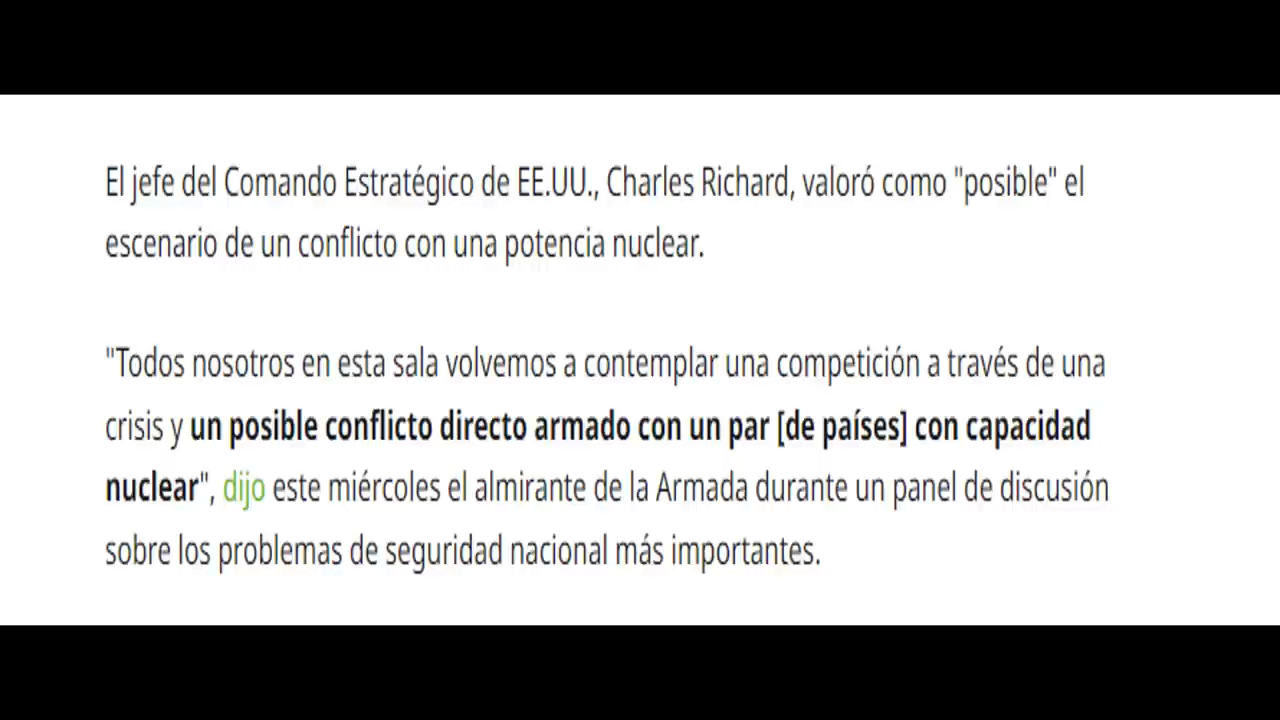 El jefe del Comando Estratégico de EE.UU., Charles Richard, valoró como "posible" el
escenario de un conflicto con una potencia nuclear.
"Todos nosotros en esta sala volvemos a contemplar una competición a través de una
crisis y un posible conflicto directo armado con un par [de países] con capacidad
nuclear", dijo este miércoles el almirante de la Armada durante un panel de discusión
sobre los problemas de seguridad nacional más importantes.